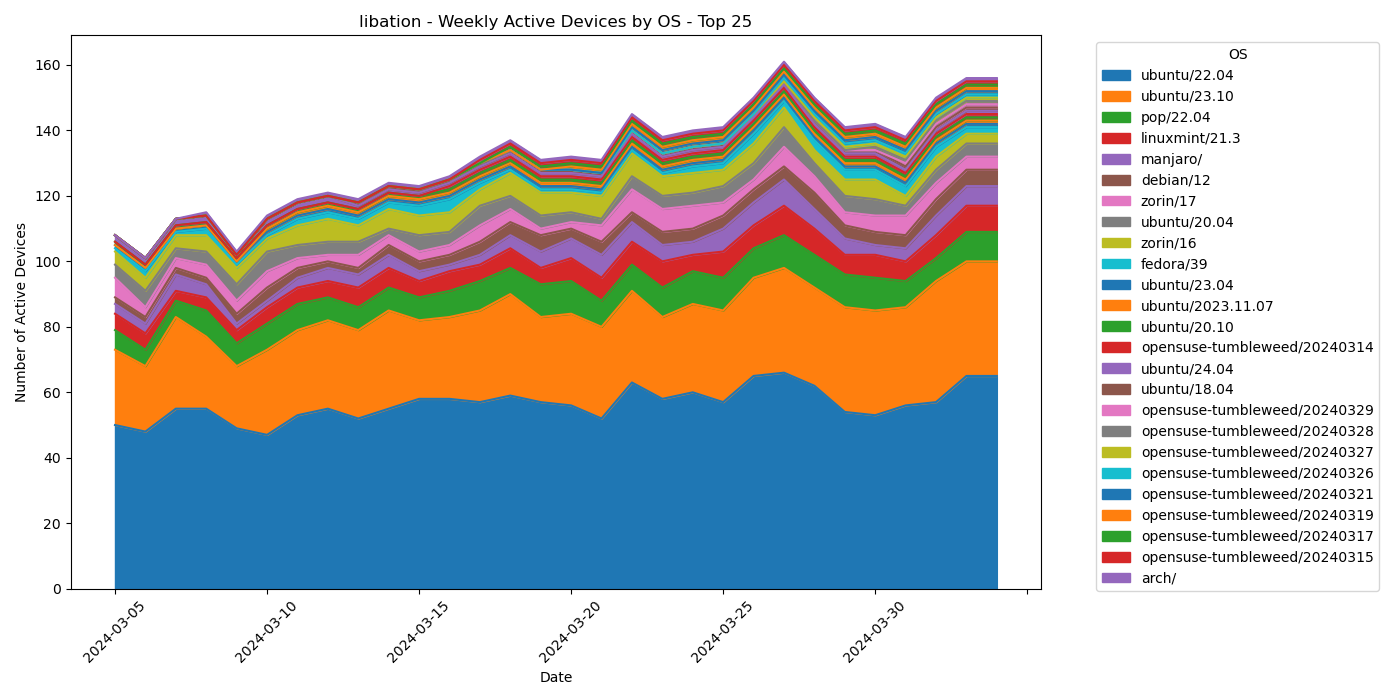 libation - Weekly Active Devices by OS - Top 25
Number of Active Devices
160
140
120
100
80
60
40
20
0
2024-03-05
2024-03-10
2024-03-15
2024-03-20
2024-03-25
2024-03-30
Date
OS
ubuntu/22.04
ubuntu/23.10
pop/22.04
linuxmint/21.3
manjaro/
debian/12
zorin/17
ubuntu/20.04
zorin/16
fedora/39
ubuntu/23.04
ubuntu/2023.11.07
ubuntu/20.10
opensuse-tumbleweed/20240314
ubuntu/24.04
ubuntu/18.04
opensuse-tumbleweed/20240329
opensuse-tumbleweed/20240328
opensuse-tumbleweed/20240327
opensuse-tumbleweed/20240326
opensuse-tumbleweed/20240321
opensuse-tumbleweed/20240319
opensuse-tumbleweed/20240317
opensuse-tumbleweed/20240315
arch/